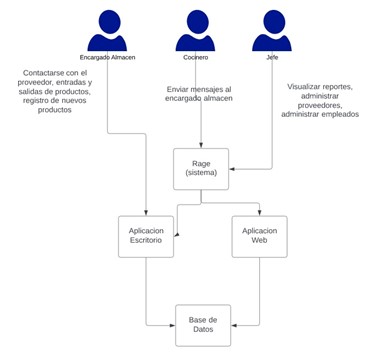 Encargado Almacen
Cocinero
Jefe
Contactarse con el
proveedor, entradas y
salidas de productos,
registro de nuevos
productos
Enviar mensajes al
encargado almacen
Visualizar reportes,
administrar
proveedores,
administrar empleados
Rage
(sistema)
Aplicacion
Escritorio
Aplicacion
Web
Base de
Datos